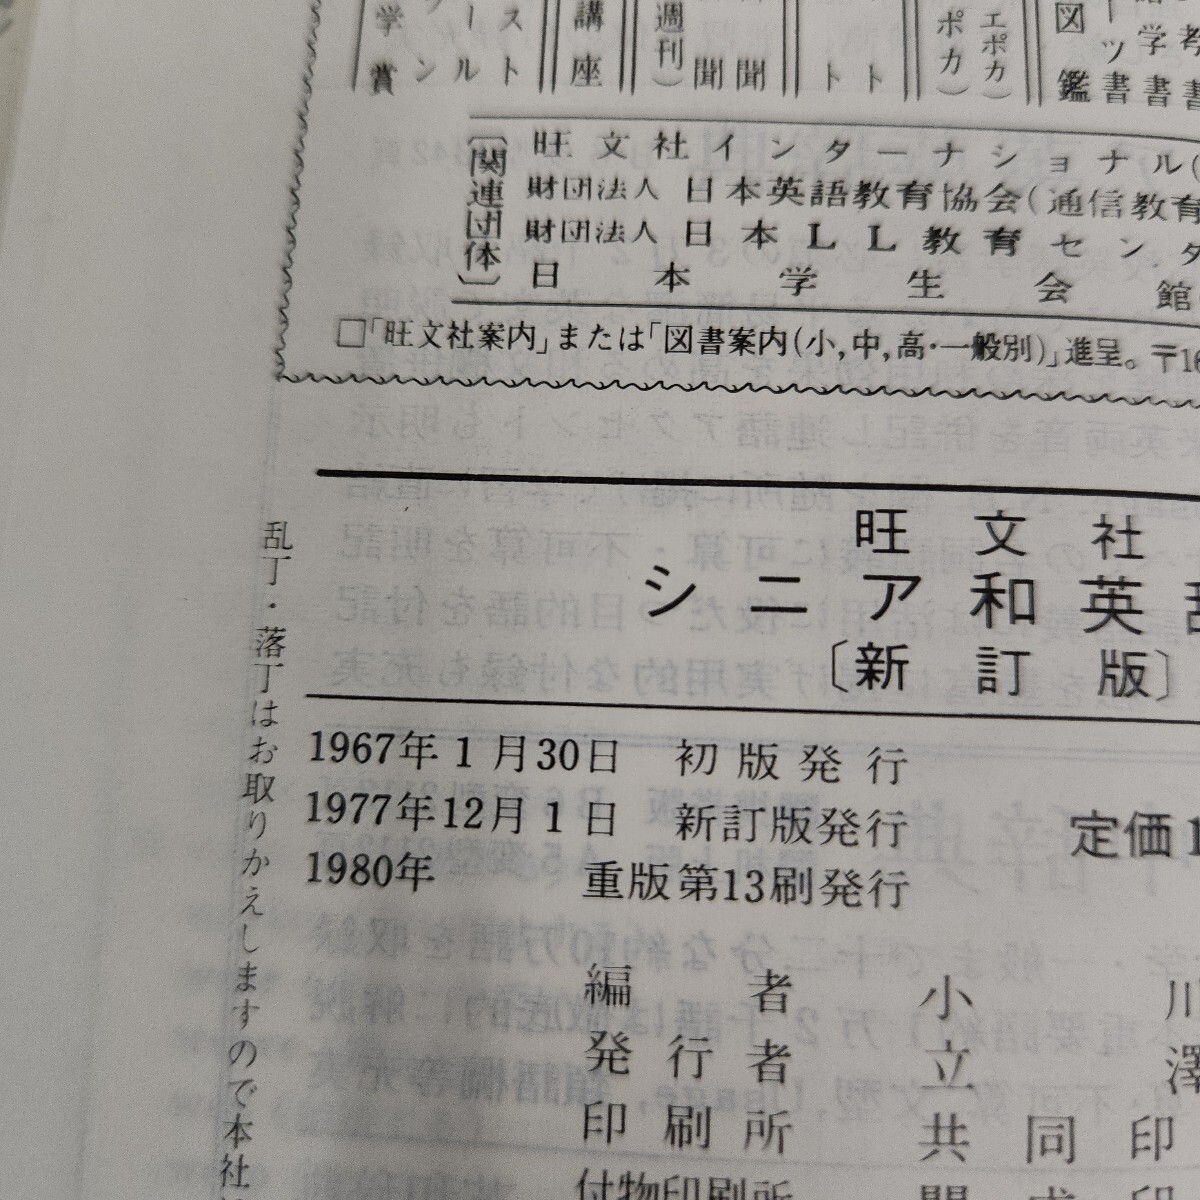 学賞
ストールン
講座
週刊)
聞聞
トト
(エポカ)
ポカ)
図鑑
ーツ書
学書
考書
〔関連団体〕
旺文社インターナショナル(
財団法人 日本英語教育協会(通信教育
財団法人 日本LL教育センタ
日本学生会館
□「旺文社案内」または「図書案内(小,中,高・一般別)」進呈。〒16
旺文社
シニア和英
〔新訂版〕
1967年1月30日 初版発行
1977年12月1日 新訂版発行
定価1
1980年 重版第13刷発行
編者 小川
発行者 立澤
印刷所 共同印
付物印刷所
乱丁・落丁はお取りかえしますので本社